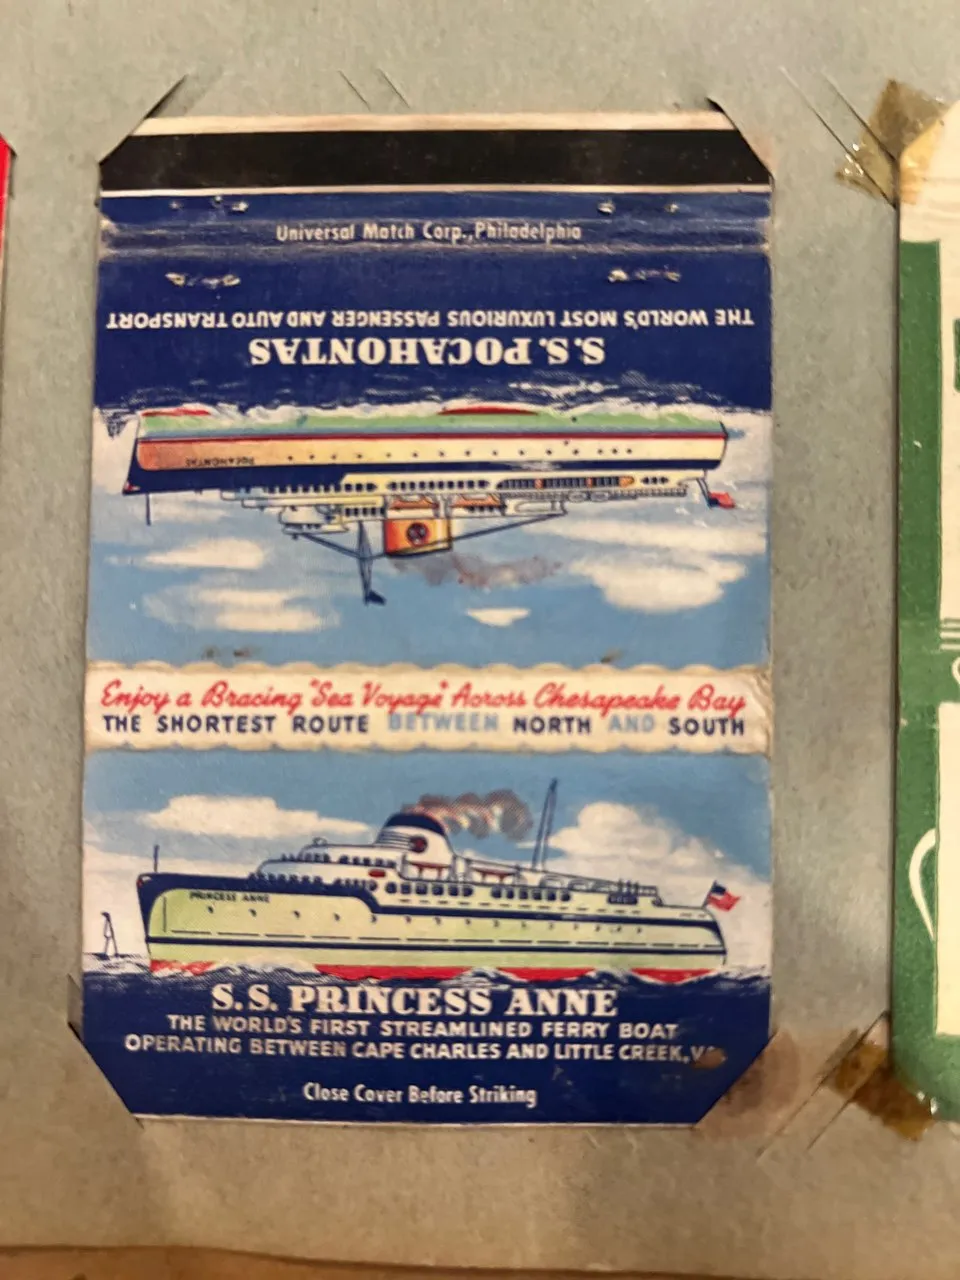 Universal Match Corp., Philadelphia
THE WORLD'S MOST LUXURIOUS PASSENGER AND AUTO TRANSPORT
S.S. POCAHONTAS
POCAHONTAS
Enjoy a Bracing "Sea Voyage" Across Chesapeake Bay
THE SHORTEST ROUTE BETWEEN NORTH AND SOUTH
PRINCESS ANNE
S.S. PRINCESS ANNE
THE WORLD'S FIRST STREAMLINED FERRY BOAT
OPERATING BETWEEN CAPE CHARLES AND LITTLE CREEK,
Close Cover Before Striking